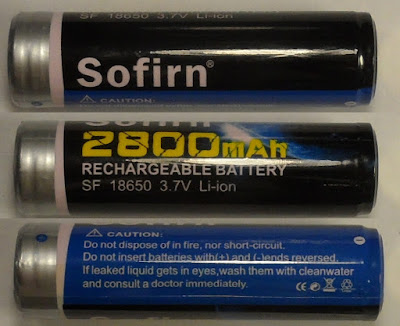 SF 18650 3.7V Li-ion
Sofirn®
CAUTION:
Sofirn
2800mAh
RECHARGEABLE BATTERY
SF 18650 3.7V Li-ion
CAUTION:
Do not dispose of in fire, nor short-circuit.
Do not insert batteries with(+) and (-)ends reversed.
If leaked liquid gets in eyes,wash them with cleanwater
and consult a doctor immediately.